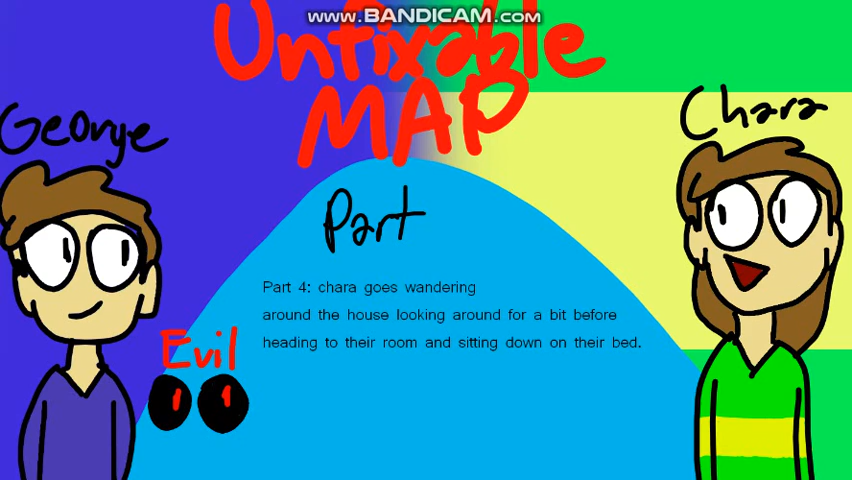 www.BANDICAM.com
Unfixable
MAP
George
Chara
Part
Part 4: chara goes wandering
around the house looking around for a bit before
heading to their room and sitting down on their bed.
Evil